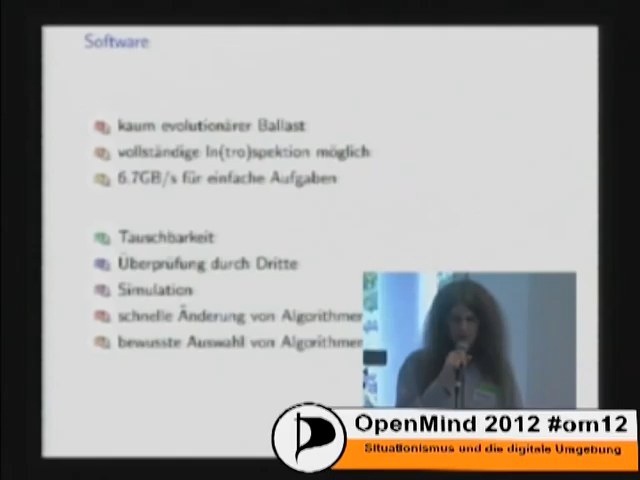 Software
kaum evolutionärer Ballast
vollständige In(tro)spektion möglich
6.7GB/s für einfache Aufgaben
Tauschbarkeit
Überprüfung durch Dritte
Simulation
schnelle Änderung von Algorithmen
bewusste Auswahl von Algorithmen
OpenMind 2012 #om12
Situationismus und die digitale Umgebung